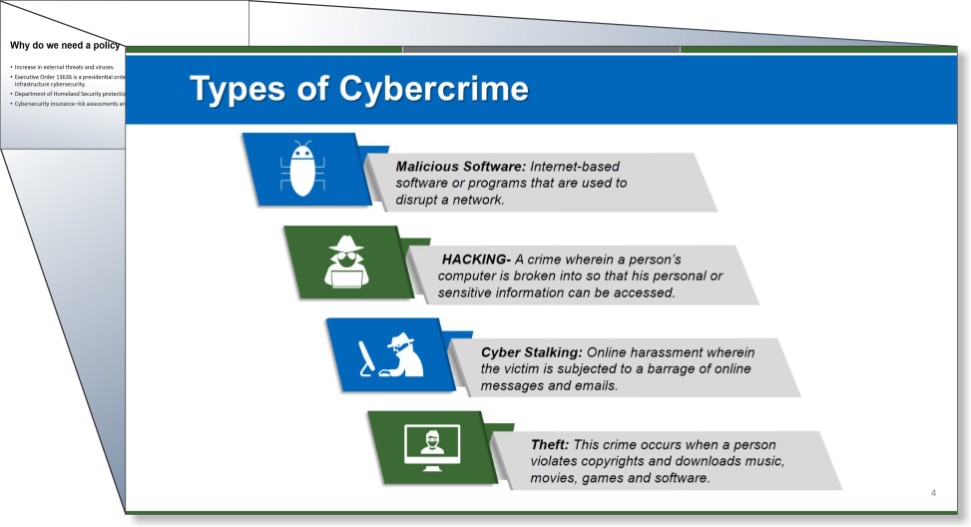 Why do we need a policy
• Increase in external threats and viruses.
• Executive Order 13636 is a presidential orde
infrastructure cybersecurity.
• Department of Homeland Security protectio
• Cybersecurity insurance risk assessments an
Types of Cybercrime
Malicious Software: Internet-based
software or programs that are used to
disrupt a network.
HACKING- A crime wherein a person's
computer is broken into so that his personal or
sensitive information can be accessed.
Cyber Stalking: Online harassment wherein
the victim is subjected to a barrage of online
messages and emails.
Theft: This crime occurs when a person
violates copyrights and downloads music,
movies, games and software.
4